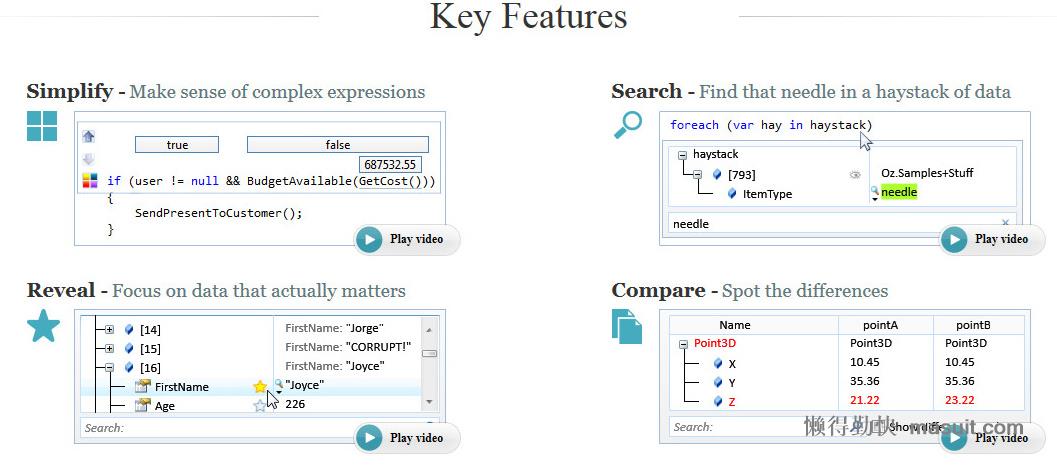 Key Features
Simplify - Make sense of complex expressions
true
false
687532.55
if (user != null && BudgetAvailable(GetCost()))
{
SendPresentToCustomer();
}
Play video
Search - Find that needle in a haystack of data
foreach (var hay in haystack)
haystack
[793]
Oz.Samples+Stuff
ItemType
needle
needle
Play video
Reveal - Focus on data that actually matters
[14]
FirstName: "Jorge"
[15]
FirstName: "CORRUPT!"
[16]
FirstName: "Joyce"
FirstName
"Joyce"
Age
226
Search:
Play video
Compare - Spot the differences
Name pointA pointB
Point3D Point3D Point3D
X 10.45 10.45
Y 35.36 35.36
Z 21.22 23.22
Search:
Show diffe
懒得勤快 masuit.com
Play video